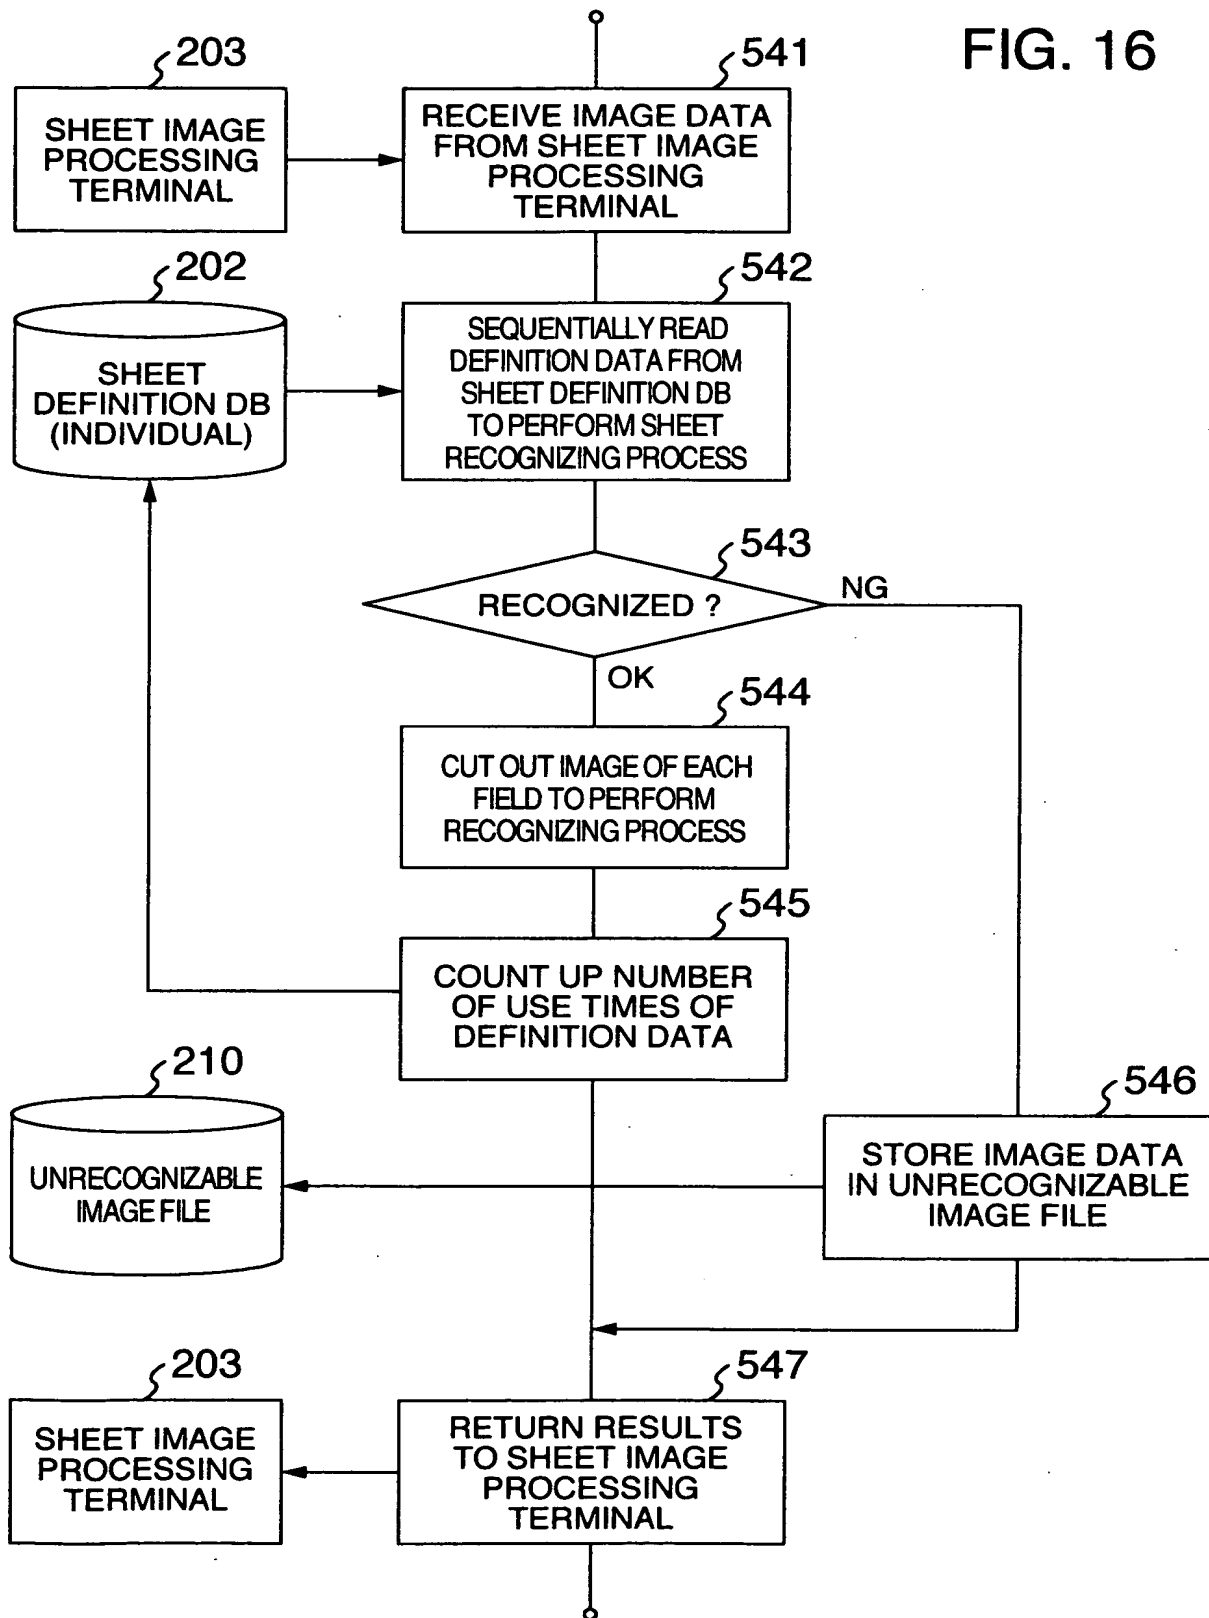 FIG. 16
203
SHEET IMAGE
PROCESSING
TERMINAL
541
RECEIVE IMAGE DATA
FROM SHEET IMAGE
PROCESSING
TERMINAL
202
SHEET
DEFINITION DB
(INDIVIDUAL)
542
SEQUENTIALLY READ
DEFINITION DATA FROM
SHEET DEFINITION DB
TO PERFORM SHEET
RECOGNIZING PROCESS
543
RECOGNIZED ?
NG
OK
544
CUT OUT IMAGE OF EACH
FIELD TO PERFORM
RECOGNIZING PROCESS
545
COUNT UP NUMBER
OF USE TIMES OF
DEFINITION DATA
210
UNRECOGNIZABLE
IMAGE FILE
546
STORE IMAGE DATA
IN UNRECOGNIZABLE
IMAGE FILE
203
SHEET IMAGE
PROCESSING
TERMINAL
547
RETURN RESULTS
TO SHEET IMAGE
PROCESSING
TERMINAL